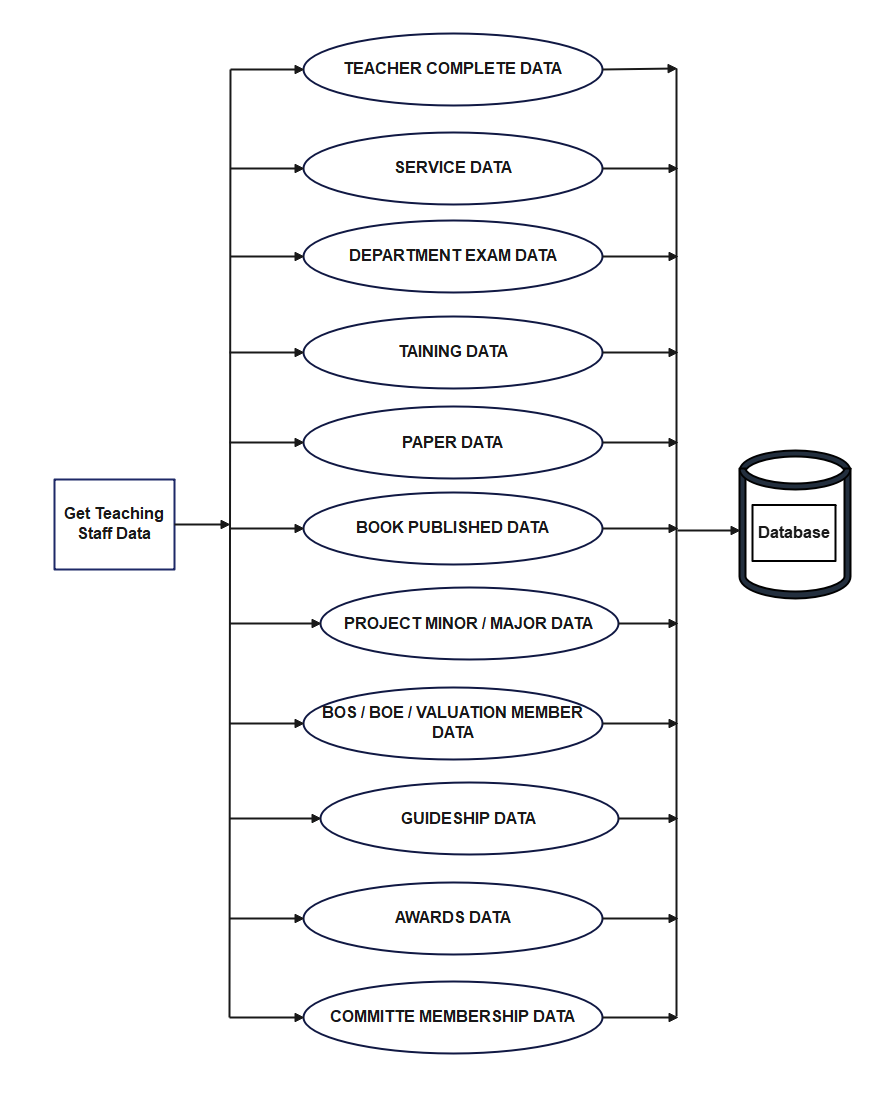 TEACHER COMPLETE DATA
SERVICE DATA
DEPARTMENT EXAM DATA
TAINING DATA
PAPER DATA
Get Teaching
Staff Data
BOOK PUBLISHED DATA
Database
PROJECT MINOR / MAJOR DATA
BOS / BOE / VALUATION MEMBER
DATA
GUIDESHIP DATA
AWARDS DATA
COMMITTE MEMBERSHIP DATA